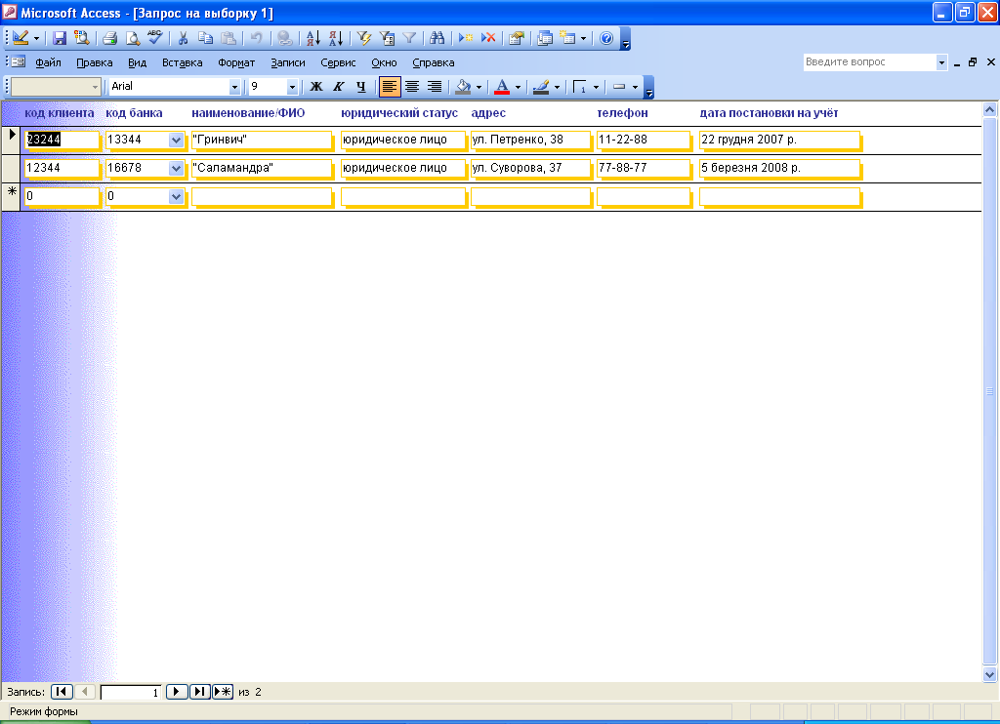 Microsoft Access - [Запрос на выборку 1]
Файл Правка Вид Вставка Формат Записи Сервис Окно Справка Введите вопрос
Arial 9 Ж К Ч
код клиента код банка наименование/ФИО юридический статус адрес телефон дата постановки на учёт
23244 13344 "Гринвич" юридическое лицо ул. Петренко, 38 11-22-88 22 грудня 2007 р.
12344 16678 "Саламандра" юридическое лицо ул. Суворова, 37 77-88-77 5 березня 2008 р.
0 0
Запись: 1 из 2
Режим формы